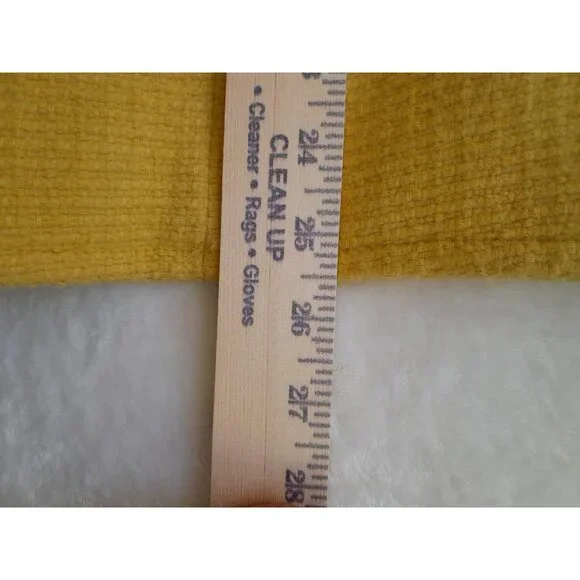 CLEAN UP
• Cleaner • Rags • Gloves
24
25
26
27
28